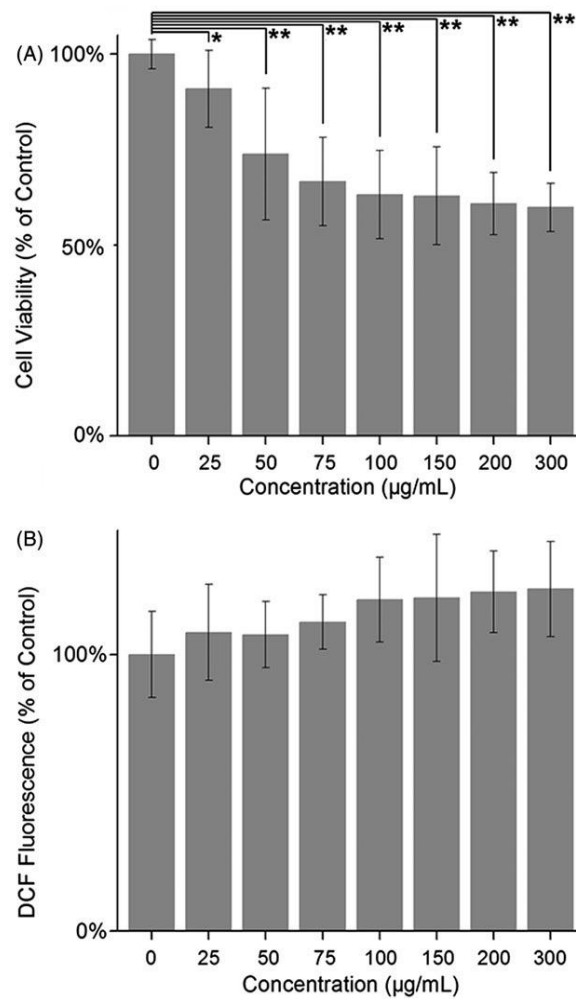 (A)
* ** ** ** ** ** **
100%
50%
0%
Cell Viability (% of Control)
0 25 50 75 100 150 200 300
Concentration (µg/mL)
(B)
100%
0%
DCF Fluorescence (% of Control)
0 25 50 75 100 150 200 300
Concentration (µg/mL)